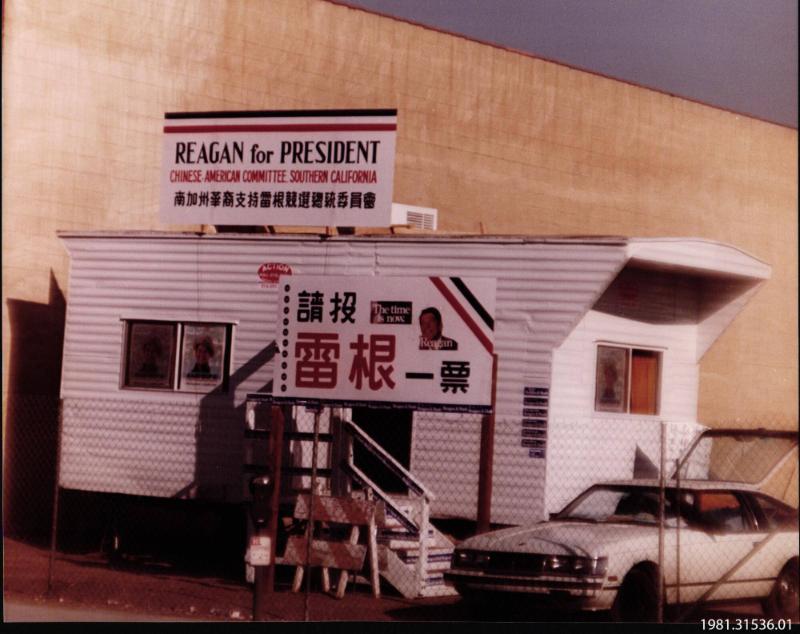 REAGAN for PRESIDENT
CHINESE-AMERICAN COMMITTEE, SOUTHERN CALIFORNIA
南加州華裔支持雷根競選總統委員會
ACTION
請投
The time
is now.
Reagan
雷根一票
1981.31536.01